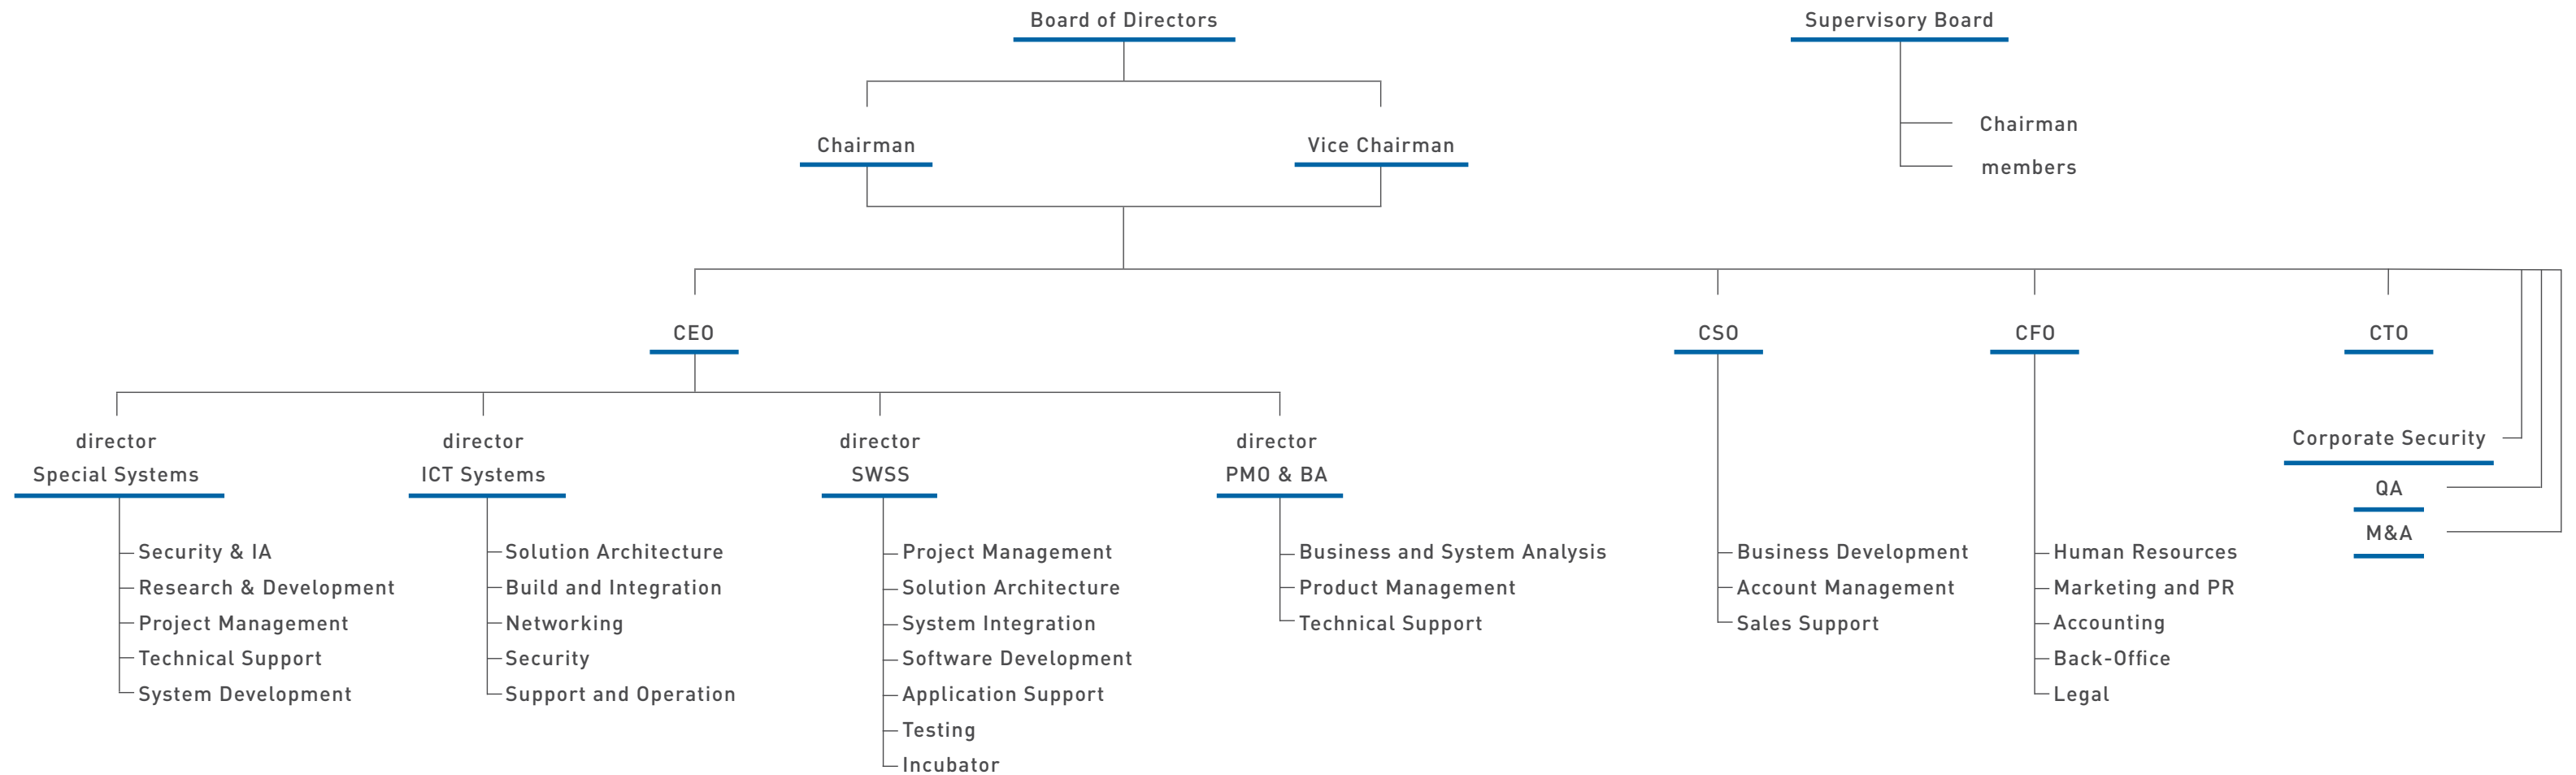 Board of Directors
Supervisory Board
Chairman
Vice Chairman
Chairman
members
CEO
CSO
CFO
CTO
director
Special Systems
director
ICT Systems
director
SWSS
director
PMO & BA
Corporate Security
QA
M&A
Security & IA
Research & Development
Project Management
Technical Support
System Development
Solution Architecture
Build and Integration
Networking
Security
Support and Operation
Project Management
Solution Architecture
System Integration
Software Development
Application Support
Testing
Incubator
Business and System Analysis
Product Management
Technical Support
Business Development
Account Management
Sales Support
Human Resources
Marketing and PR
Accounting
Back-Office
Legal